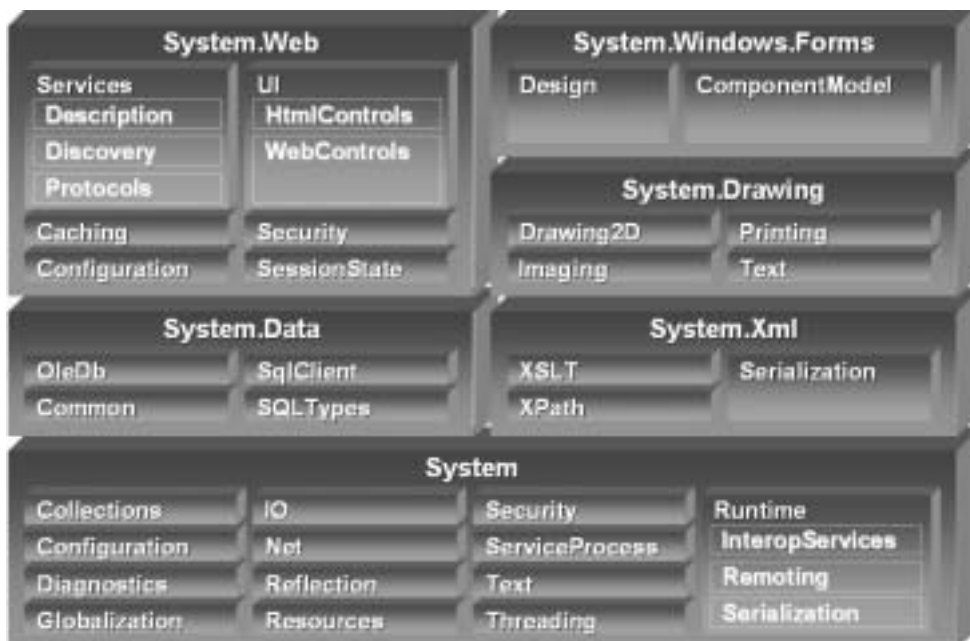 System.Web
Services
Description
Discovery
Protocols
UI
HtmlControls
WebControls
Caching
Security
Configuration
SessionState
System.Windows.Forms
Design
ComponentModel
System.Drawing
Drawing2D
Printing
Imaging
Text
System.Data
OleDb
SqlClient
Common
SQLTypes
System.Xml
XSLT
Serialization
XPath
System
Collections
IO
Security
Configuration
Net
ServiceProcess
Diagnostics
Reflection
Text
Globalization
Resources
Threading
Runtime
InteropServices
Remoting
Serialization